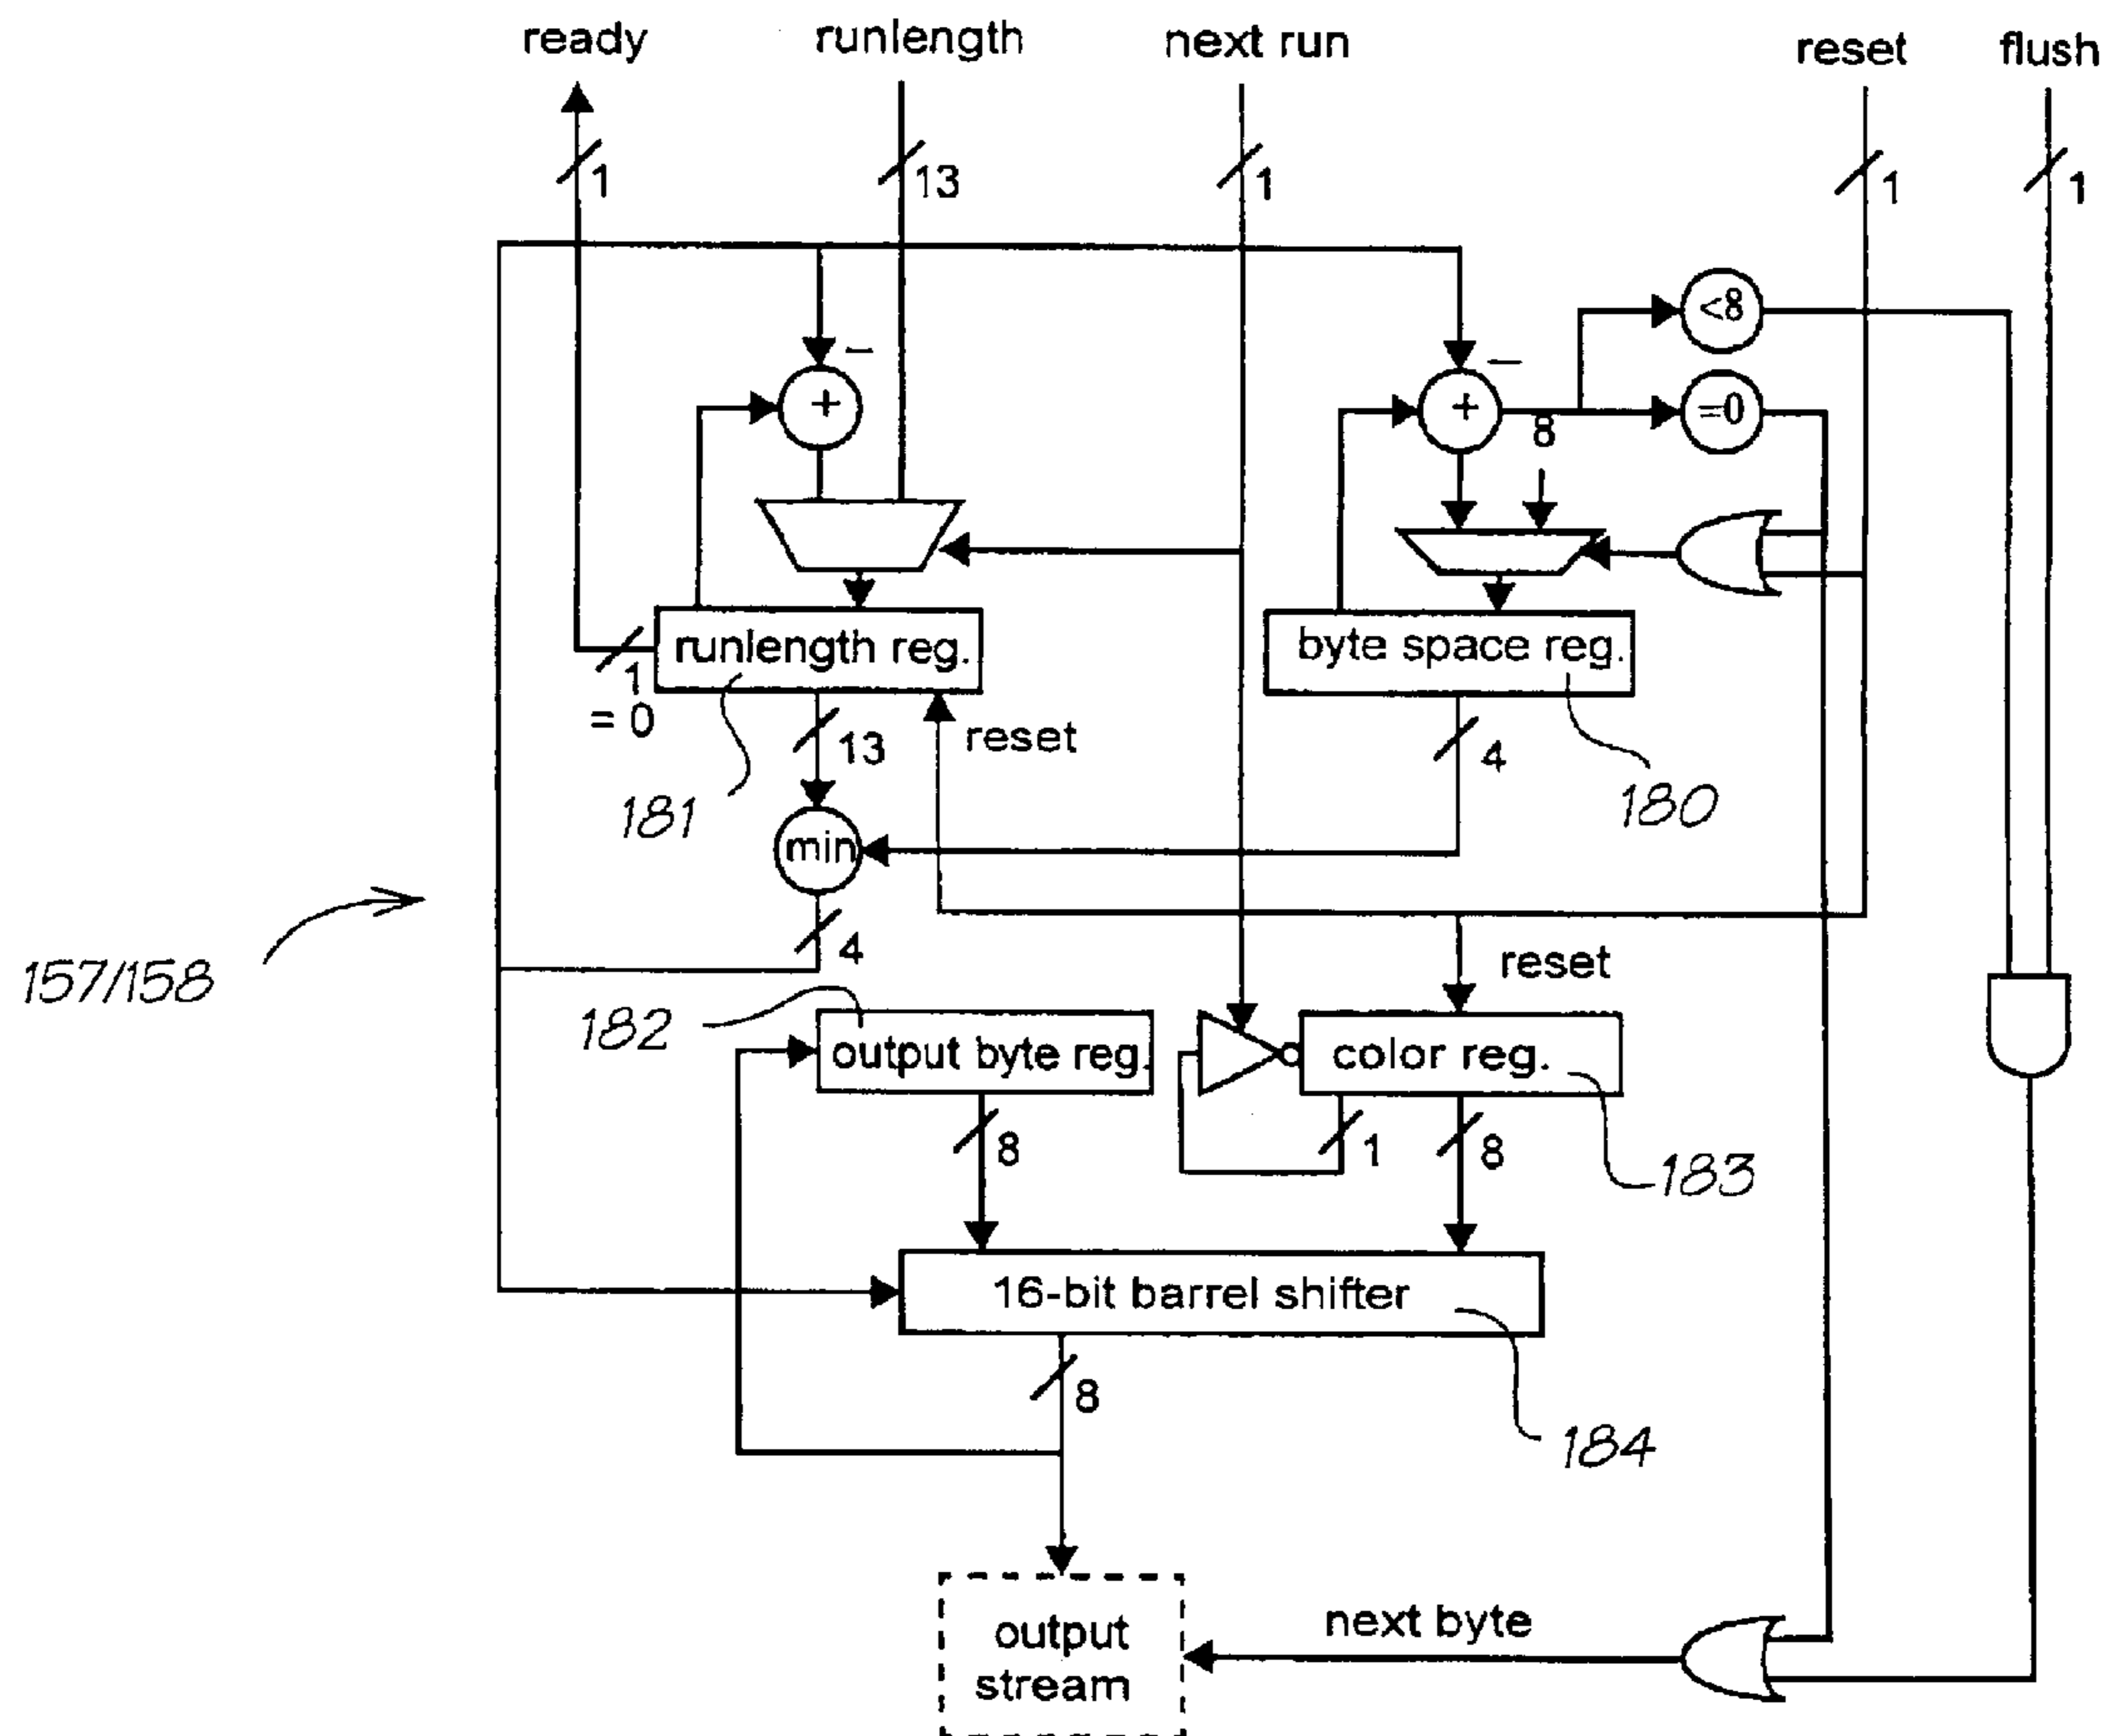 ready
runlength
next run
reset
flush
1
13
1
1
1
−
+
−
+
<8
=0
8
runlength reg.
byte space reg.
1
= 0
13
reset
4
181
180
min
4
157/158
reset
182
output byte reg.
color reg.
8
1
8
183
16-bit barrel shifter
8
184
output
stream
next byte